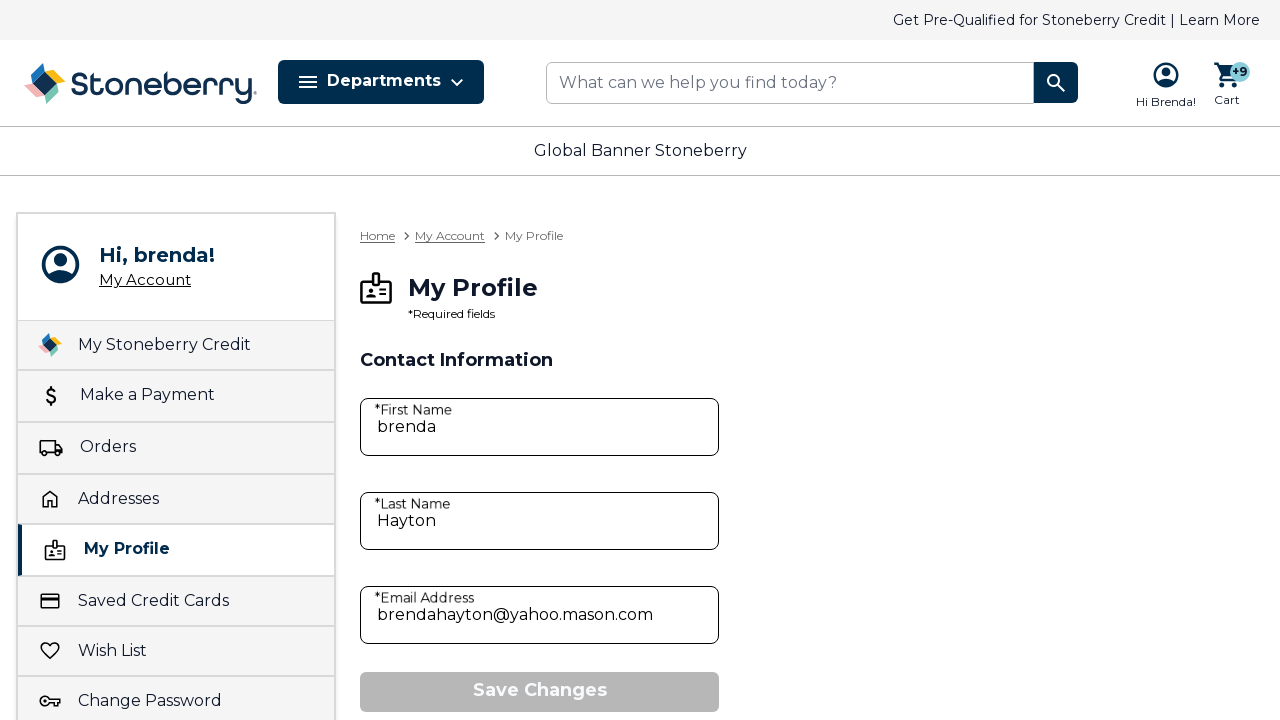 Get Pre-Qualified for Stoneberry Credit | Learn More
Stoneberry
Departments
What can we help you find today?
Hi Brenda!
+9
Cart
Global Banner Stoneberry
Hi, brenda!
My Account
My Stoneberry Credit
Make a Payment
Orders
Addresses
My Profile
Saved Credit Cards
Wish List
Change Password
Home
My Account
My Profile
My Profile
*Required fields
Contact Information
*First Name
brenda
*Last Name
Hayton
*Email Address
brendahayton@yahoo.mason.com
Save Changes